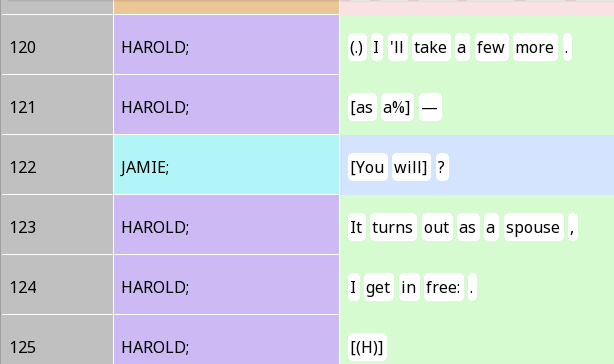 120 HAROLD; (.) I 'll take a few more .
121 HAROLD; [as a%] —
122 JAMIE; [You will] ?
123 HAROLD; It turns out as a spouse ,
124 HAROLD; I get in free: .
125 HAROLD; [(H)]